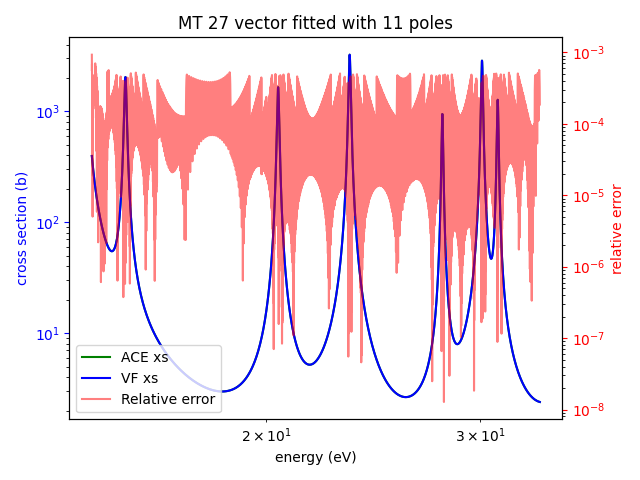 MT 27 vector fitted with 11 poles
cross section (b)
10³
10²
10¹
10⁻³
10⁻⁴
10⁻⁵
10⁻⁶
10⁻⁷
10⁻⁸
relative error
ACE xs
VF xs
Relative error
2 × 10¹
3 × 10¹
energy (eV)